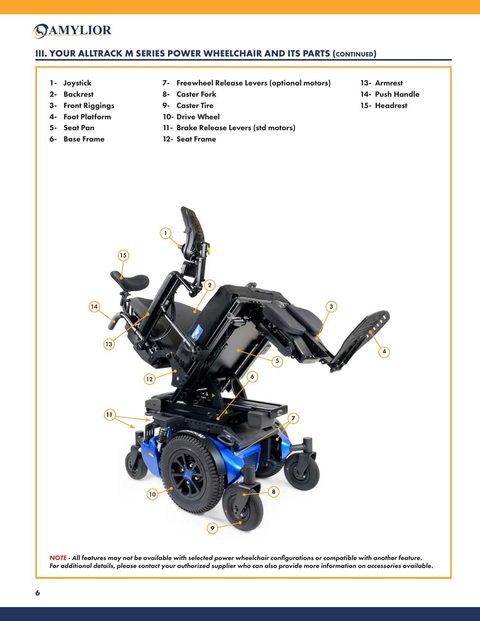 AMYLIOR
III. YOUR ALLTRACK M SERIES POWER WHEELCHAIR AND ITS PARTS (CONTINUED)
1- Joystick
2- Backrest
3- Front Riggings
4- Foot Platform
5- Seat Pan
6- Base Frame
7- Freewheel Release Levers (optional motors)
8- Caster Fork
9- Caster Tire
10- Drive Wheel
11- Brake Release Levers (std motors)
12- Seat Frame
13- Armrest
14- Push Handle
15- Headrest
1
15
2
14
3
13
4
5
12
6
11
7
10
8
9
NOTE - All features may not be available with selected power wheelchair configurations or compatible with another feature.
For additional details, please contact your authorized supplier who can also provide more information on accessories available.
6